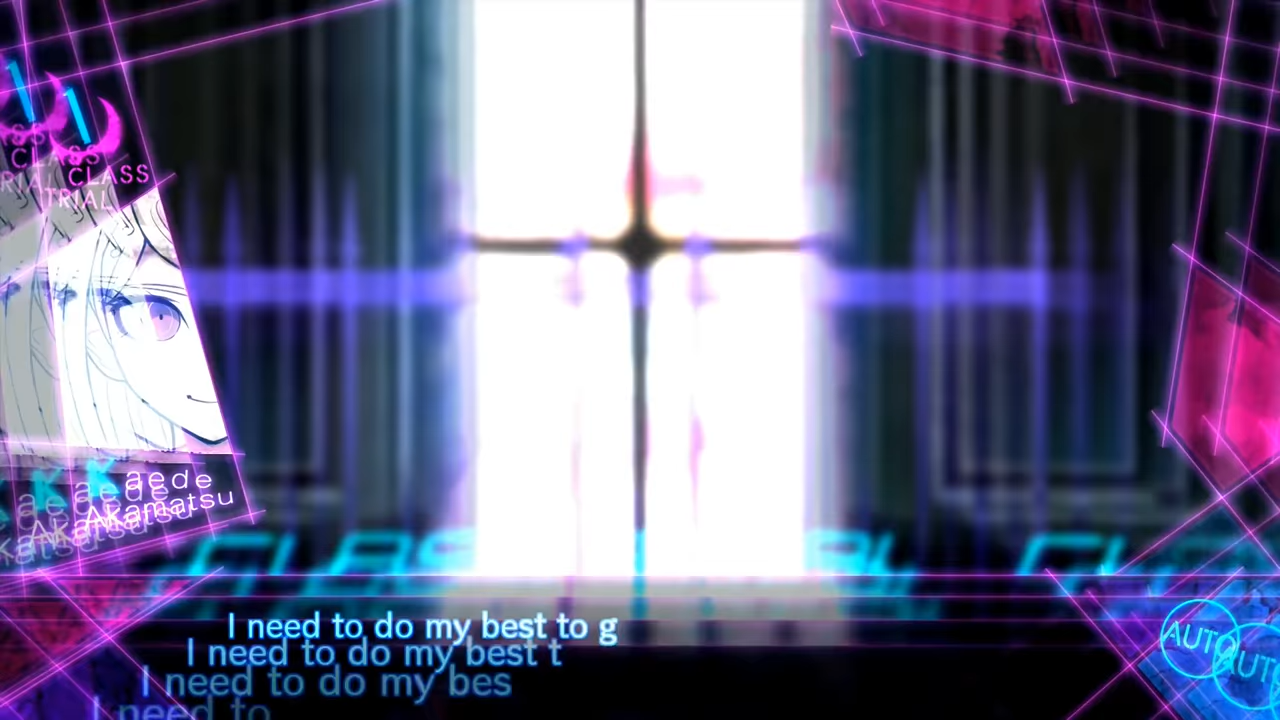 CLASS
CLASS
TRIAL
Kaede
Akamatsu
CLASS
I need to do my best to g
I need to do my best t
I need to do my bes
I need to
AUTO
AUTO